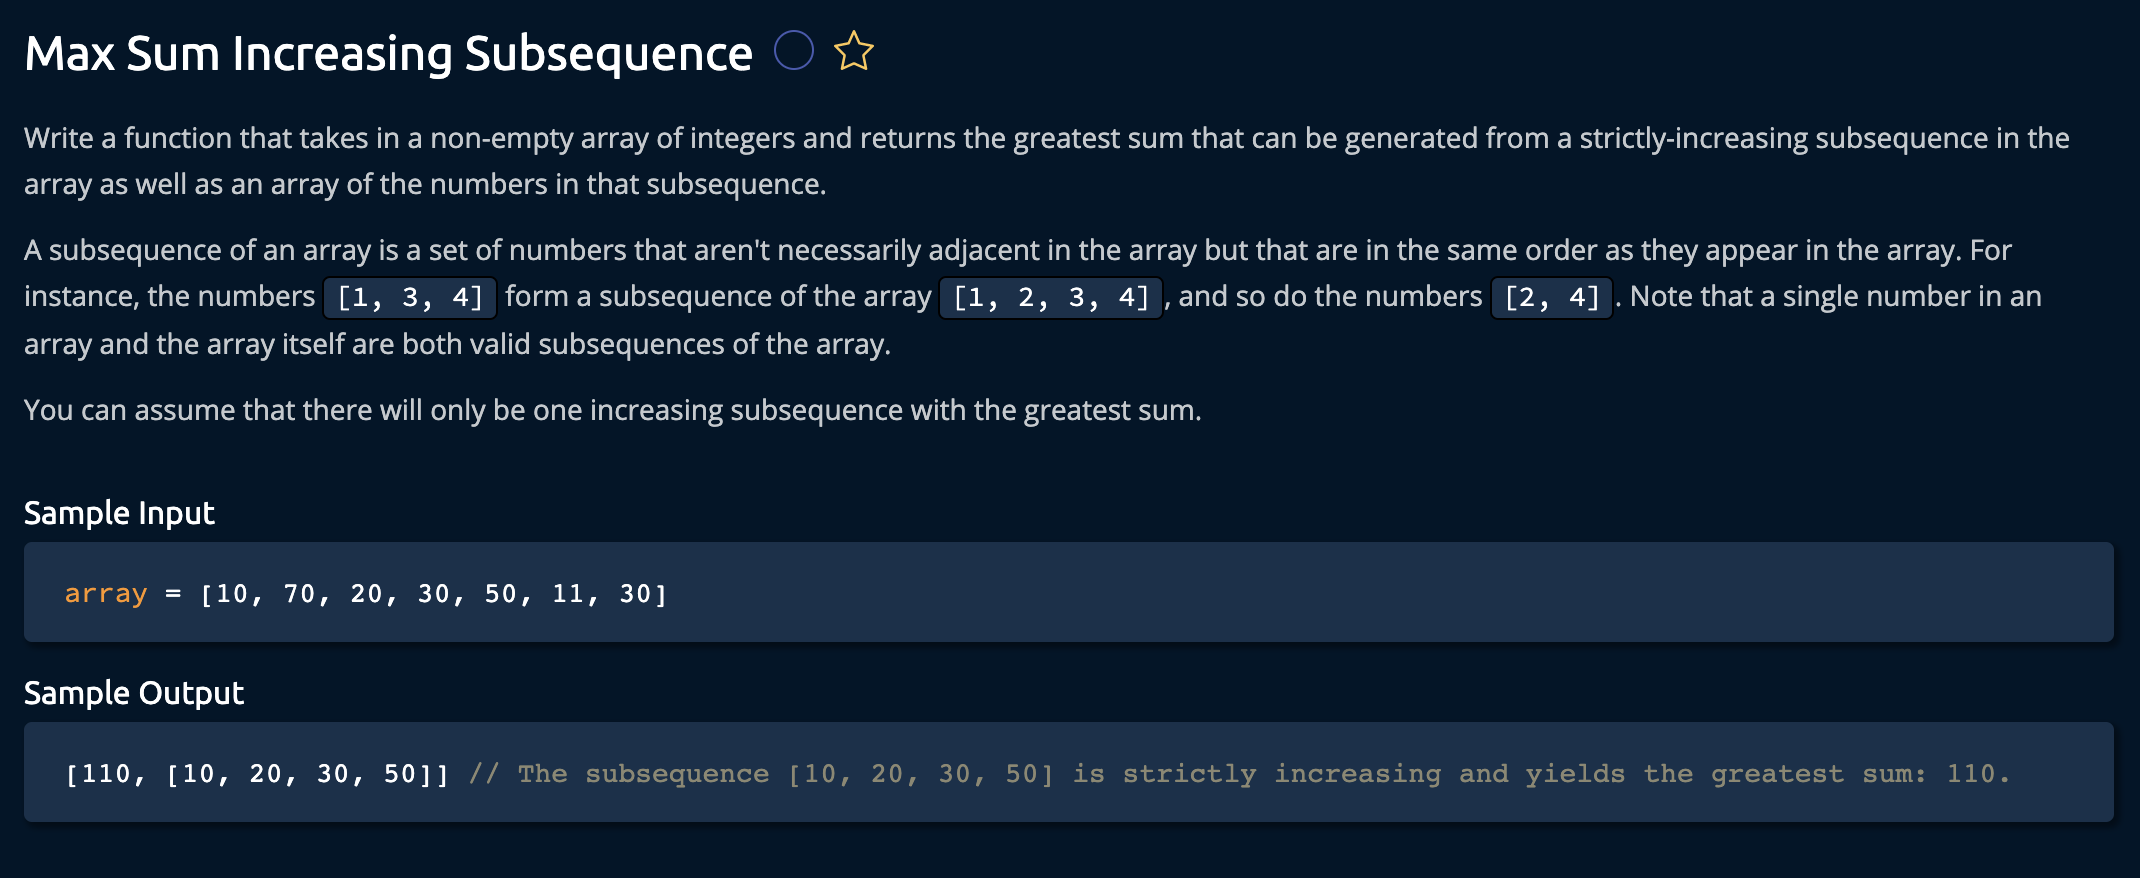 Max Sum Increasing Subsequence
Write a function that takes in a non-empty array of integers and returns the greatest sum that can be generated from a strictly-increasing subsequence in the
array as well as an array of the numbers in that subsequence.
A subsequence of an array is a set of numbers that aren't necessarily adjacent in the array but that are in the same order as they appear in the array. For
instance, the numbers [1, 3, 4] form a subsequence of the array [1, 2, 3, 4], and so do the numbers [2, 4]. Note that a single number in an
array and the array itself are both valid subsequences of the array.
You can assume that there will only be one increasing subsequence with the greatest sum.
Sample Input
array = [10, 70, 20, 30, 50, 11, 30]
Sample Output
[110, [10, 20, 30, 50]] // The subsequence [10, 20, 30, 50] is strictly increasing and yields the greatest sum: 110.